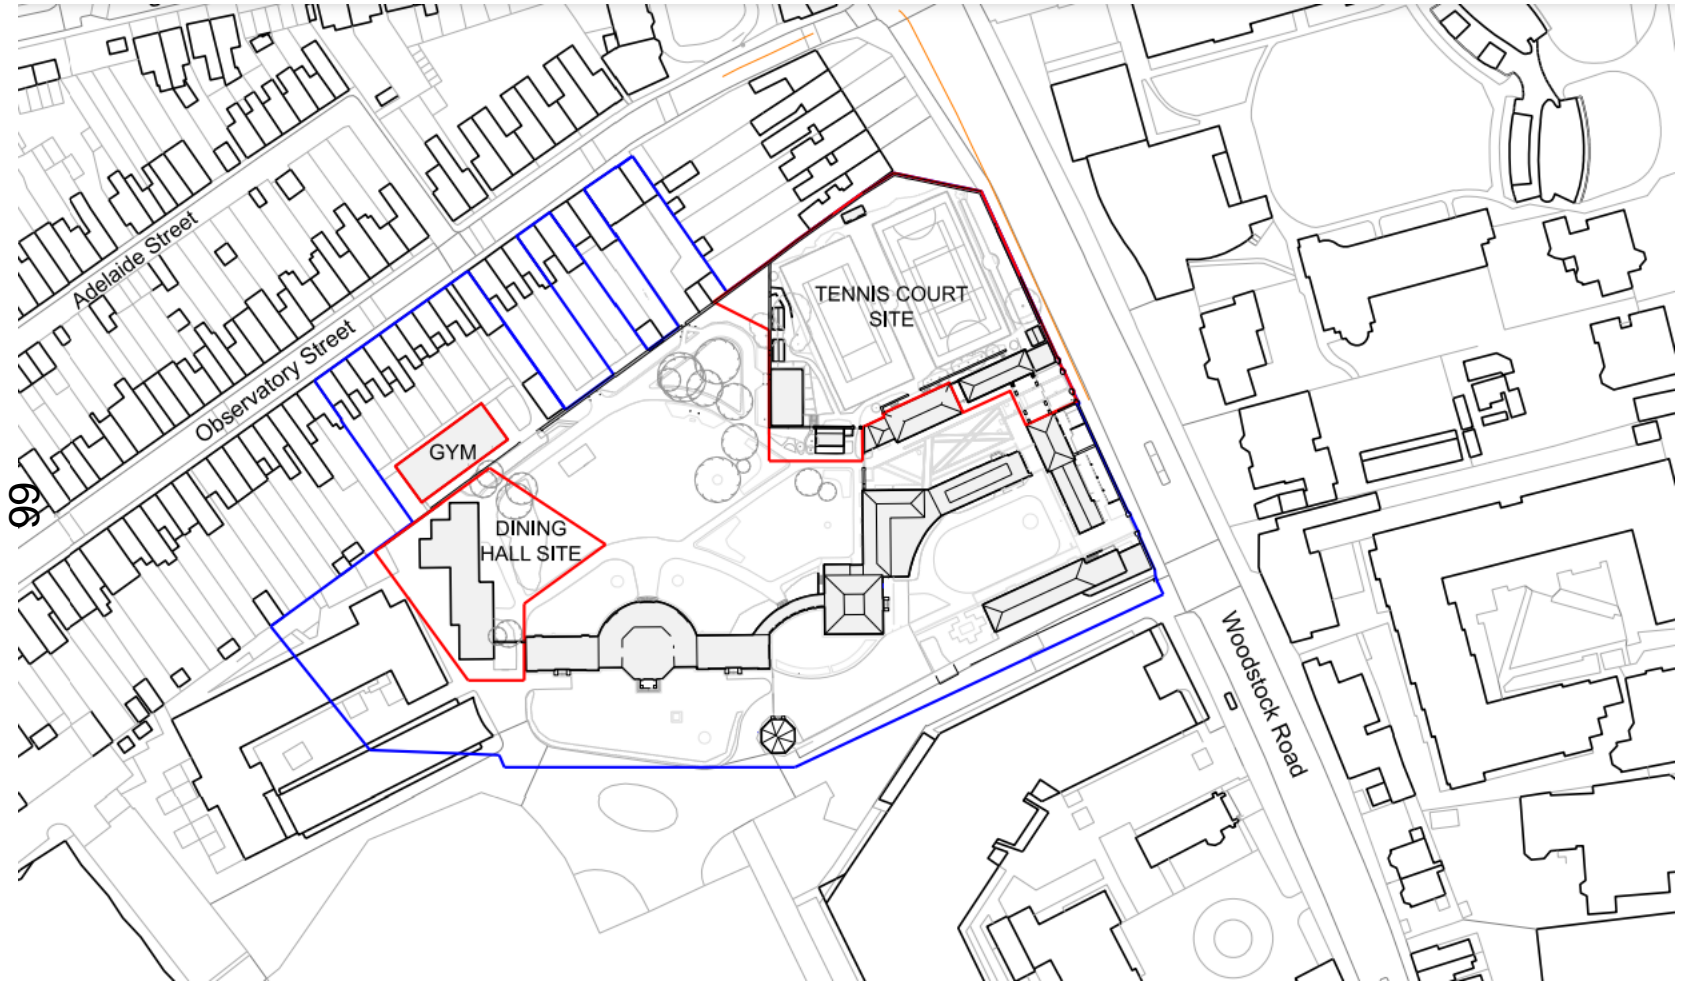 Adelaide Street
Observatory Street
TENNIS COURT
SITE
GYM
DINING
HALL SITE
Woodstock Road
99